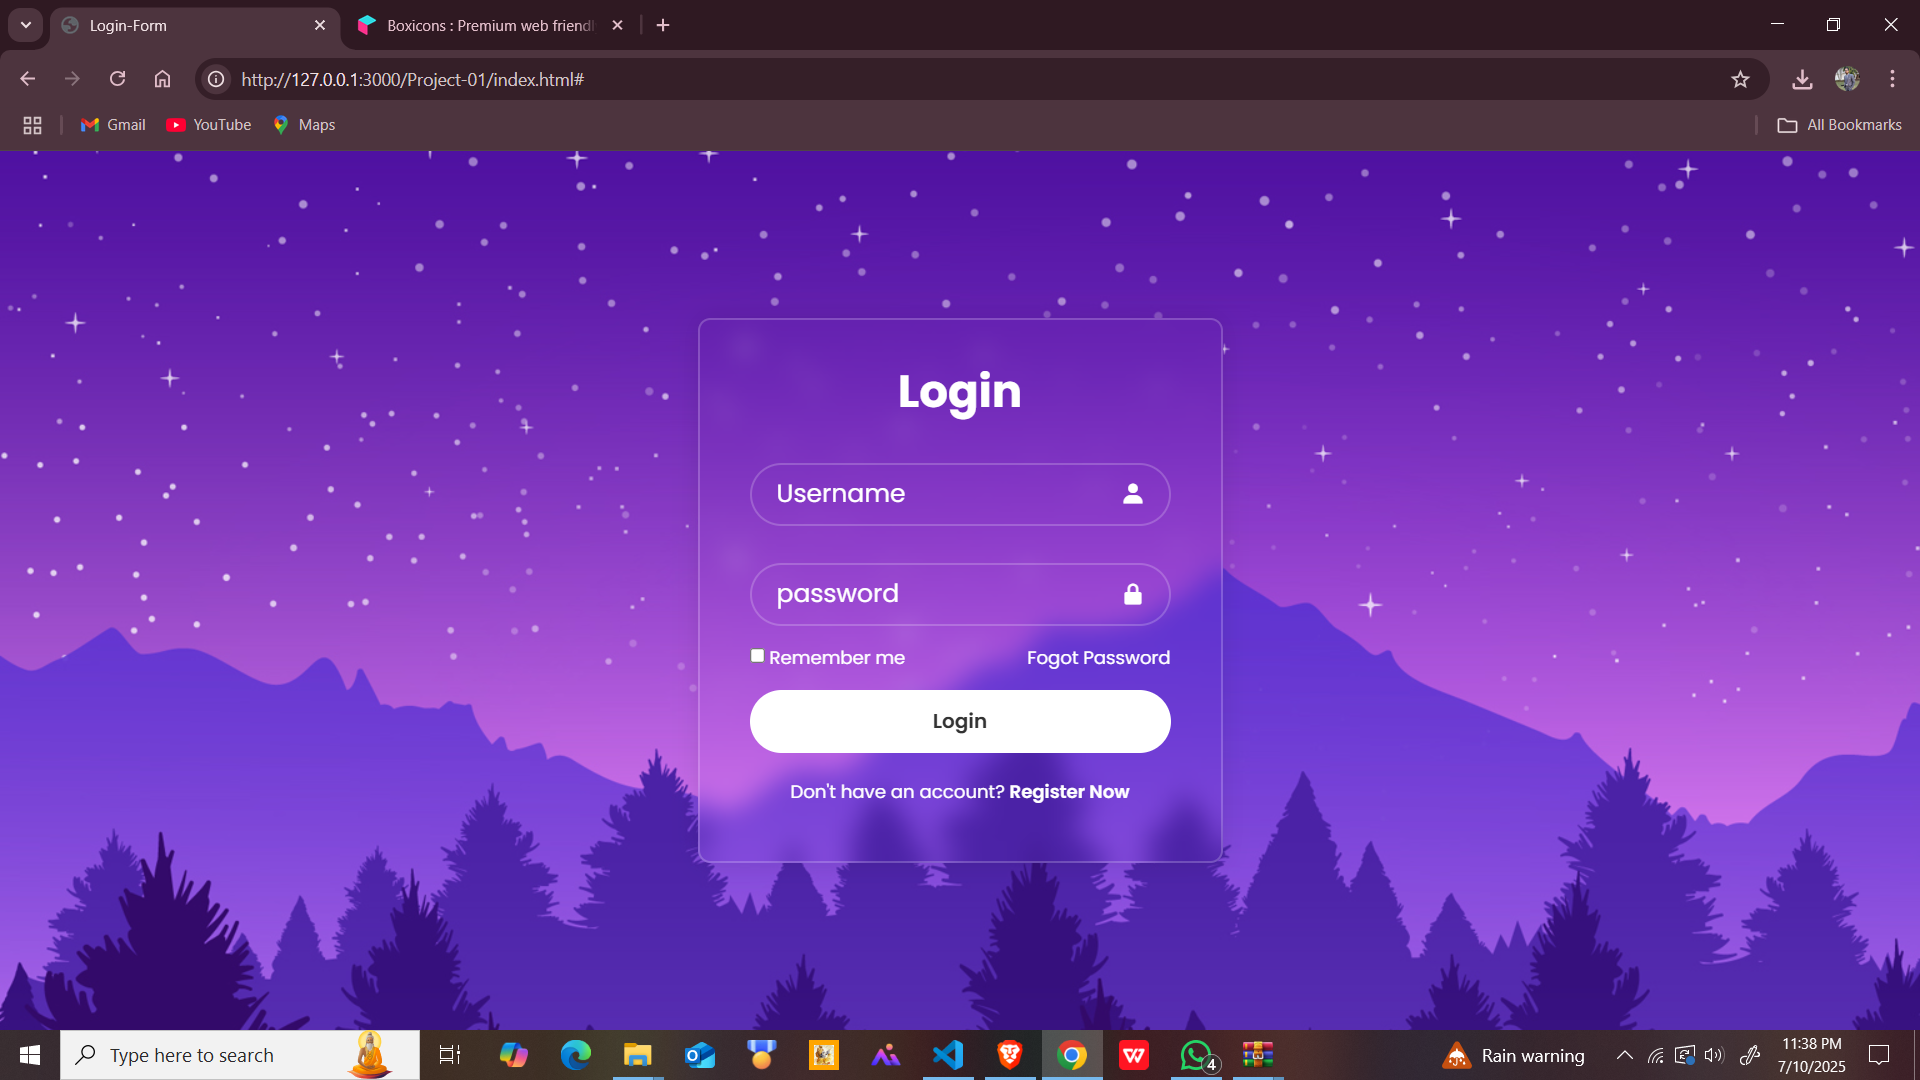 Login-Form
Boxicons : Premium web friendl
http://127.0.0.1:3000/Project-01/index.html#
Gmail
YouTube
Maps
All Bookmarks
Login
Username
password
Remember me
Fogot Password
Login
Don't have an account? Register Now
Type here to search
4
Rain warning
11:38 PM
7/10/2025